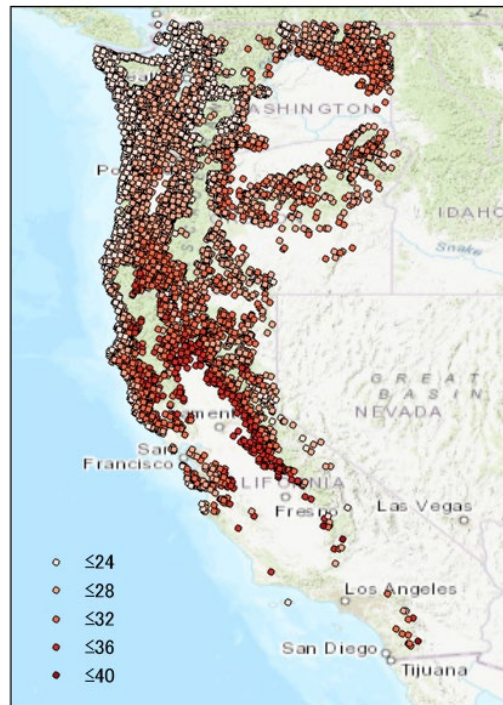 WASHINGTON
IDAHO
Snake
GREAT
BASIN
NEVADA
San
Francisco
Fresno
Las Vegas
≤24
≤28
≤32
≤36
≤40
Los Angeles
San Diego
Tijuana